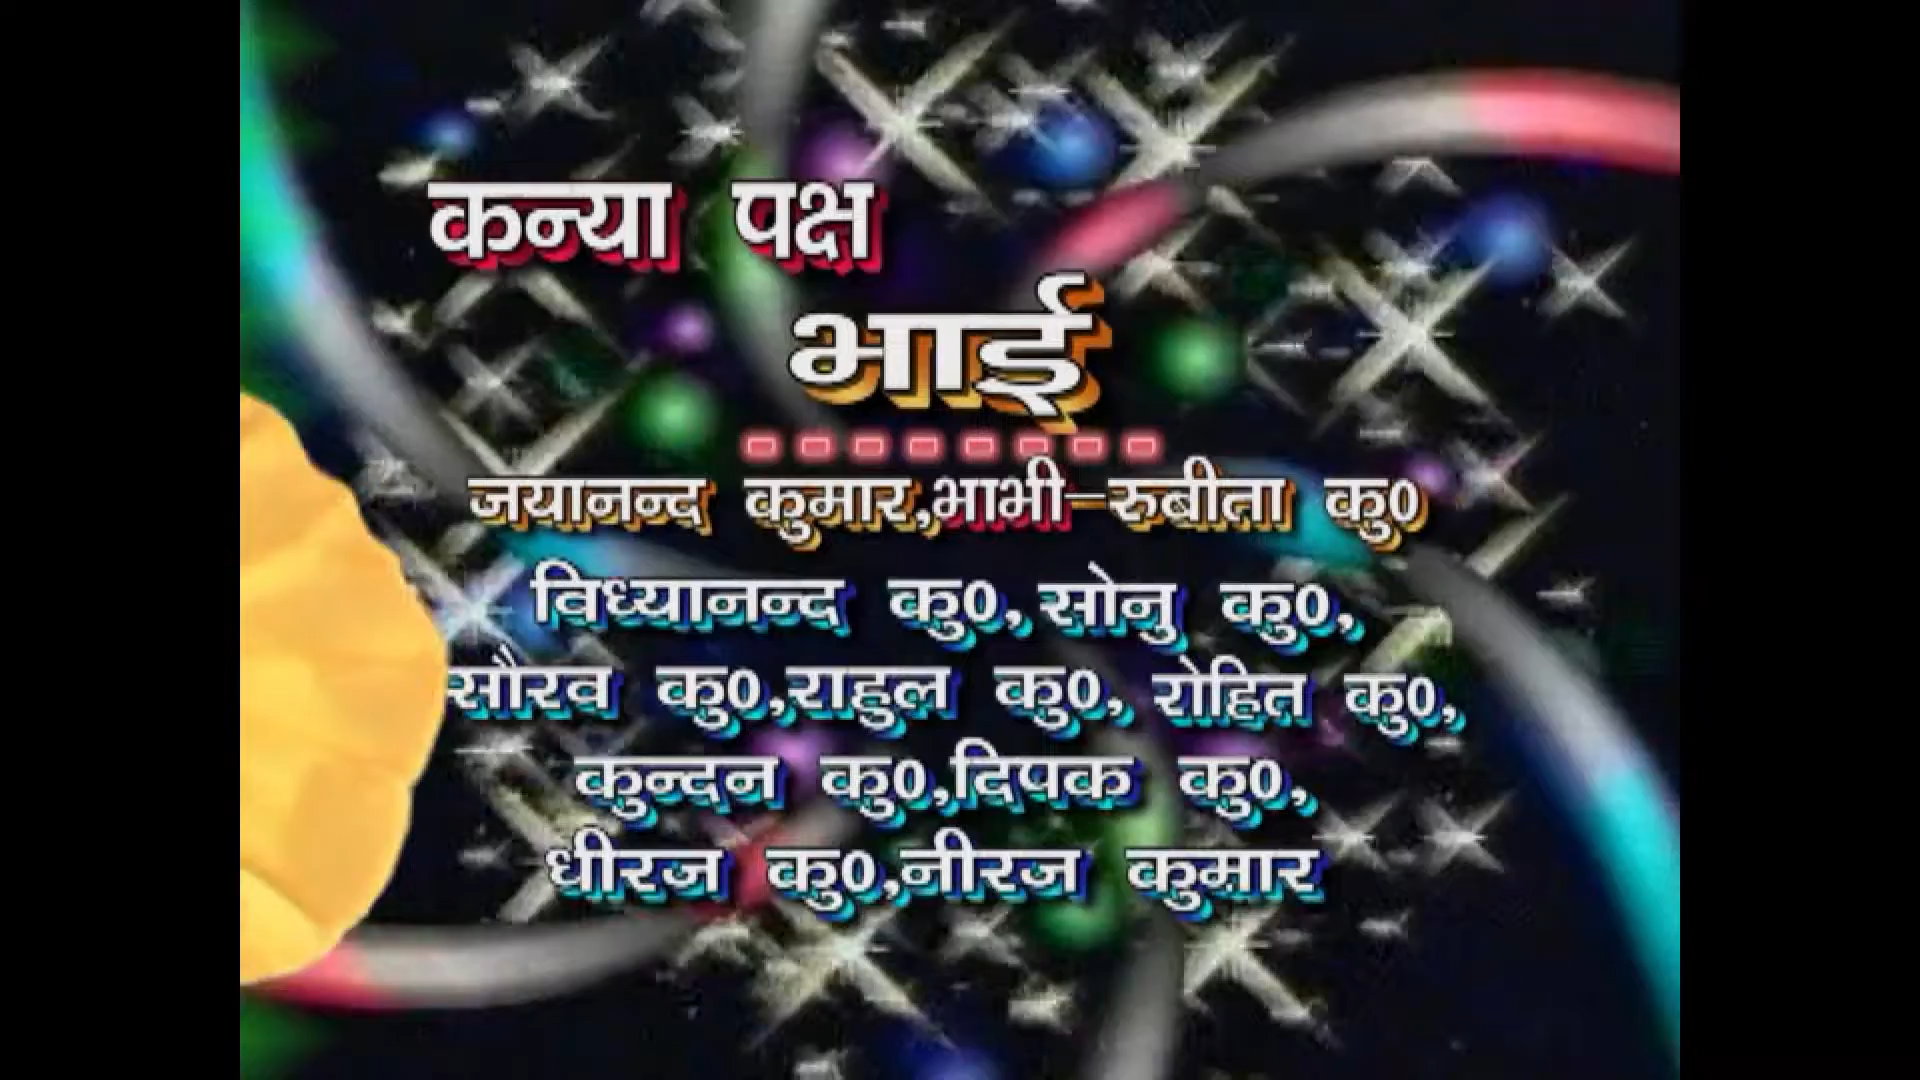 कन्या पक्ष
भाई
जयानन्द कुमार,भाभी-रुबीता कु0
विध्यानन्द कु0, सोनु कु0,
सौरव कु0,राहुल कु0, रोहित कु0,
कुन्दन कु0,दिपक कु0,
धीरज कु0,नीरज कुमार